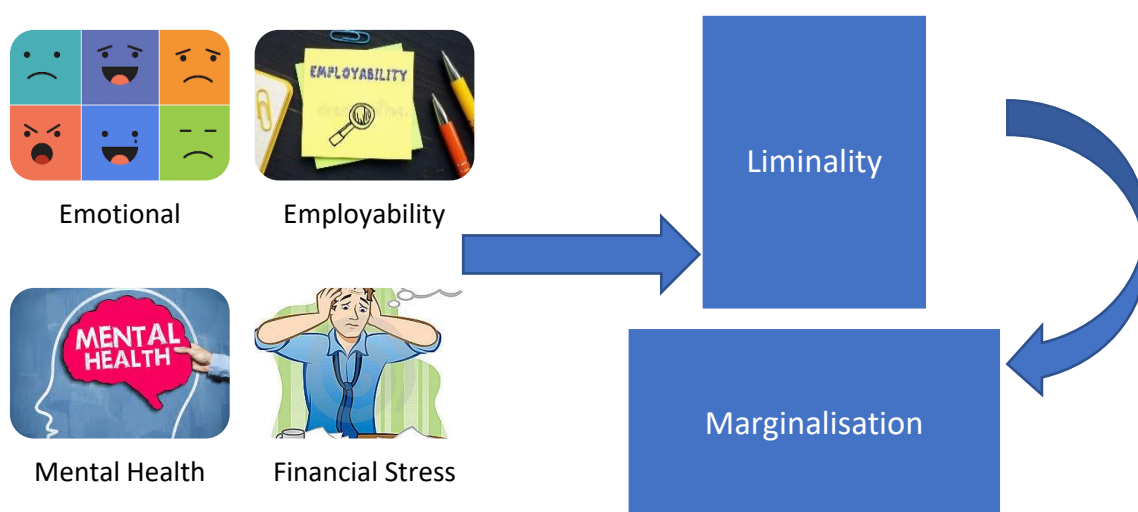 EMPLOYABILITY
Emotional
Employability
MENTAL
HEALTH
Mental Health
Financial Stress
Liminality
Marginalisation